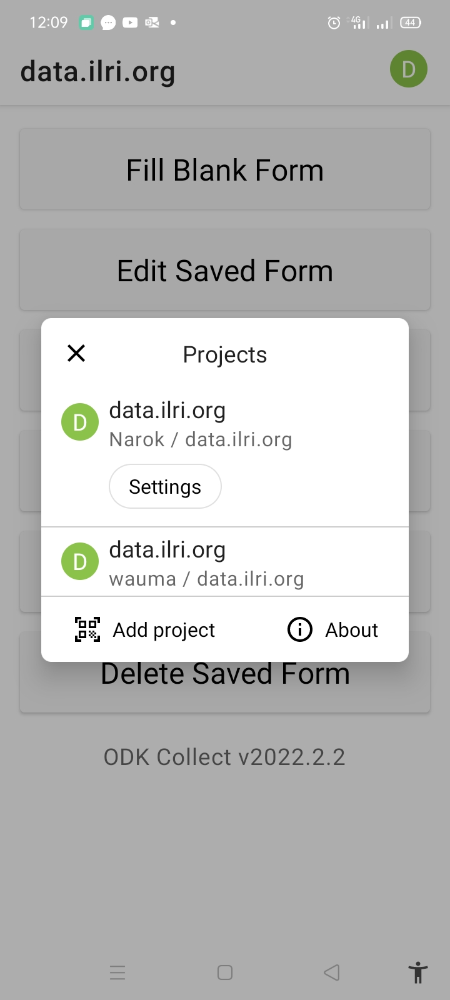 12:09
4G
44
data.ilri.org
D
Fill Blank Form
Edit Saved Form
Projects
D
data.ilri.org
Narok / data.ilri.org
Settings
D
data.ilri.org
wauma / data.ilri.org
Add project
About
Delete Saved Form
ODK Collect v2022.2.2